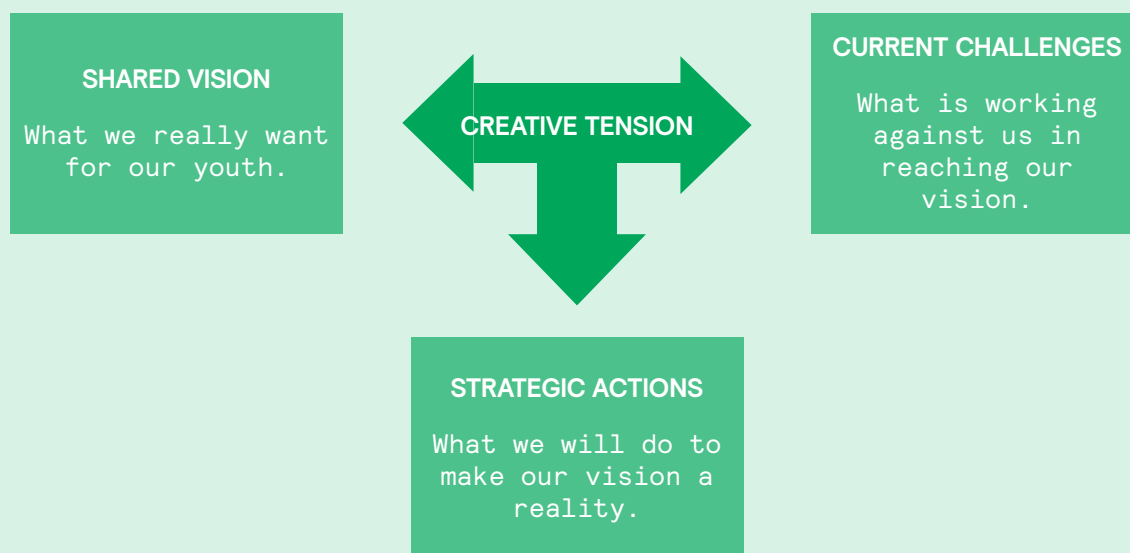 SHARED VISION
What we really want
for our youth.
CREATIVE TENSION
CURRENT CHALLENGES
What is working
against us in
reaching our
vision.
STRATEGIC ACTIONS
What we will do to
make our vision a
reality.